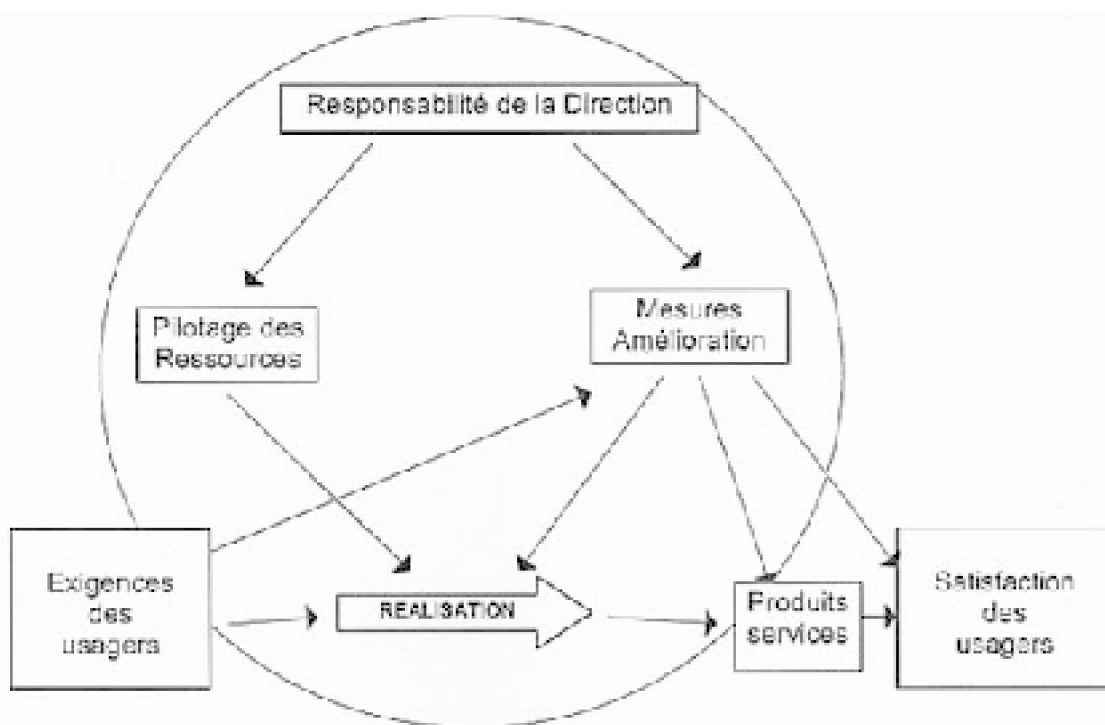 Responsabilité de la Direction
Pilotage des
Ressources
Mesures
Amélioration
Exigences
des
usagers
REALISATION
Produits
services
Satisfaction
des
usagers